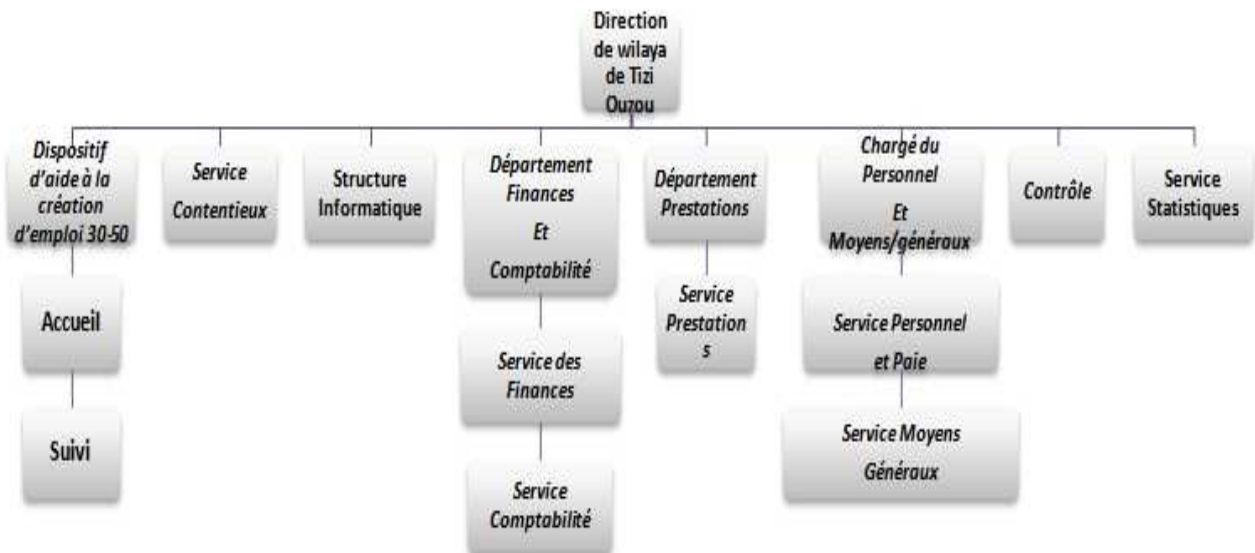 Direction
de wilaya
de Tizi
Ouzou
Dispositif
d'aide à la
création
d'emploi 30-50
Service
Contentieux
Structure
Informatique
Département
Finances
Et
Comptabilité
Département
Prestations
Chargé du
Personnel
Et
Moyens/généraux
Contrôle
Service
Statistiques
Accueil
Suivi
Service des
Finances
Service
Comptabilité
Service
Prestation
s
Service Personnel
et Paie
Service Moyens
Généraux